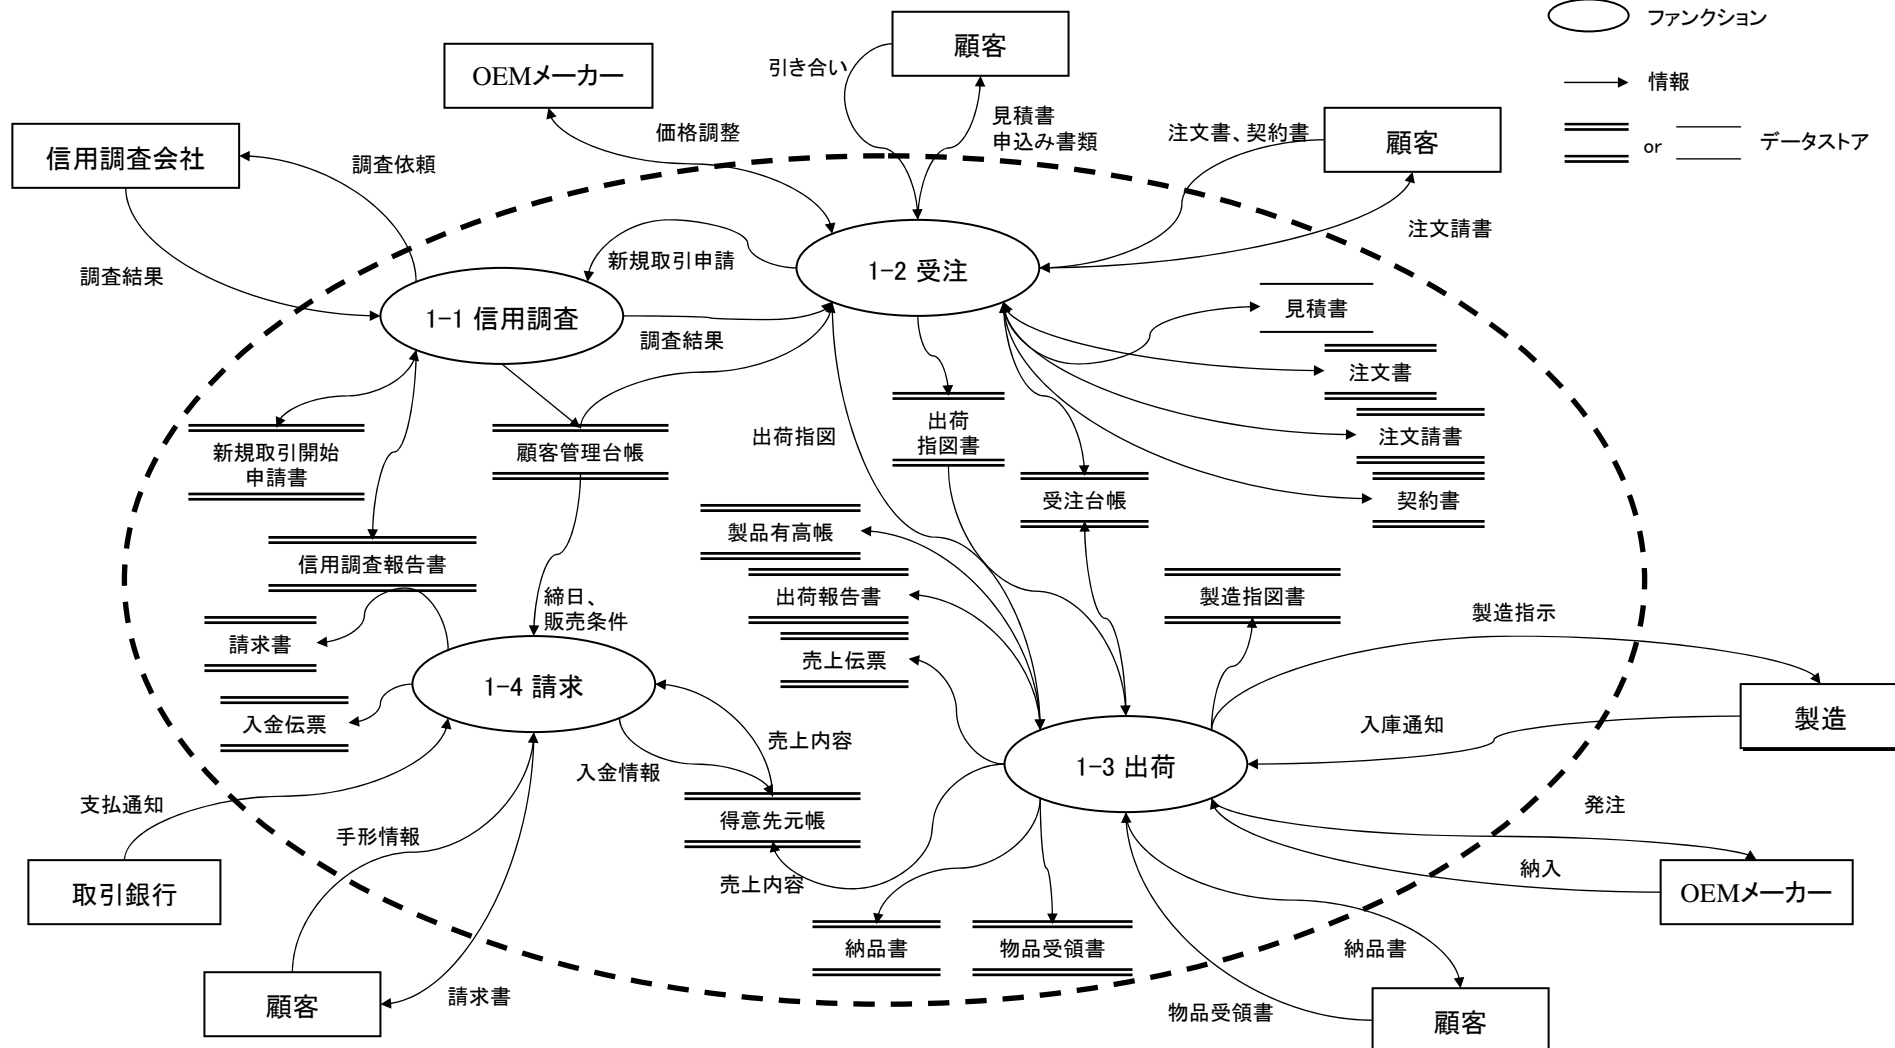 ファンクション
顧客
引き合い
OEMメーカー
情報
見積書
申込み書類
価格調整
注文書、契約書
顧客
or
データストア
信用調査会社
調査依頼
注文請書
新規取引申請
1-2 受注
調査結果
見積書
1-1 信用調査
調査結果
注文書
出荷
指図書
出荷指図
注文請書
新規取引開始
申請書
顧客管理台帳
受注台帳
契約書
製品有高帳
信用調査報告書
出荷報告書
製造指図書
締日、
販売条件
製造指示
請求書
売上伝票
1-4 請求
製造
入金伝票
入庫通知
売上内容
入金情報
1-3 出荷
支払通知
発注
得意先元帳
手形情報
納入
売上内容
取引銀行
OEMメーカー
納品書
物品受領書
納品書
顧客
請求書
物品受領書
顧客